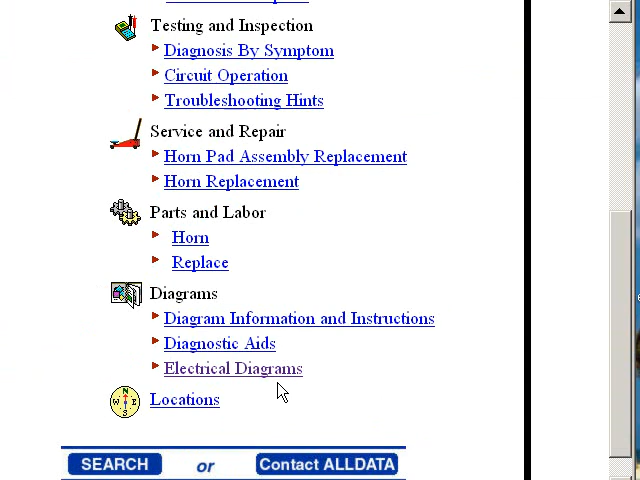 Testing and Inspection
Diagnosis By Symptom
Circuit Operation
Troubleshooting Hints
Service and Repair
Horn Pad Assembly Replacement
Horn Replacement
Parts and Labor
Horn
Replace
Diagrams
Diagram Information and Instructions
Diagnostic Aids
Electrical Diagrams
N
W E
S
Locations
SEARCH or Contact ALLDATA